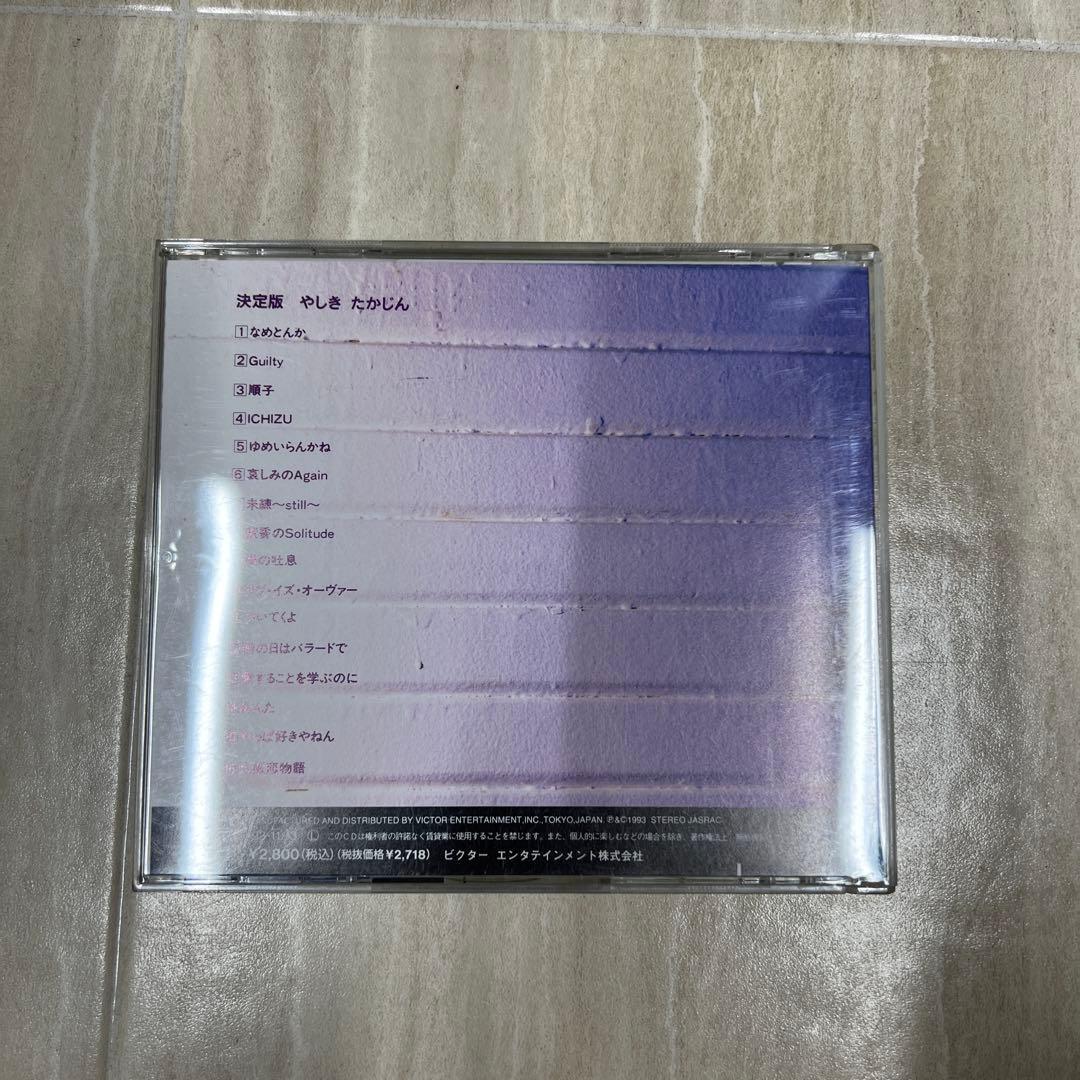 決定版 やしき たかじん
1 なめとんか
2 Guilty
3 順子
4 ICHIZU
5 ゆめいらんかね
6 哀しみのAgain
未練〜still〜
のSolitude
の吐息
イズ・オーヴァー
ついてくよ
の日はバラードで
することを学ぶのに
んた
ぱ好きやねん
恋物語
MANUFACTURED AND DISTRIBUTED BY VICTOR ENTERTAINMENT, INC., TOKYO, JAPAN. ℗&©1993 STEREO JASRAC
11 Ⓛ このCDは権利者の許諾なく賃貸業に使用することを禁じます。また、個人的に楽しむなどの場合を除き、著作権法上
¥2,800(税込)(税抜価格¥2,718) ビクター エンタテインメント株式会社